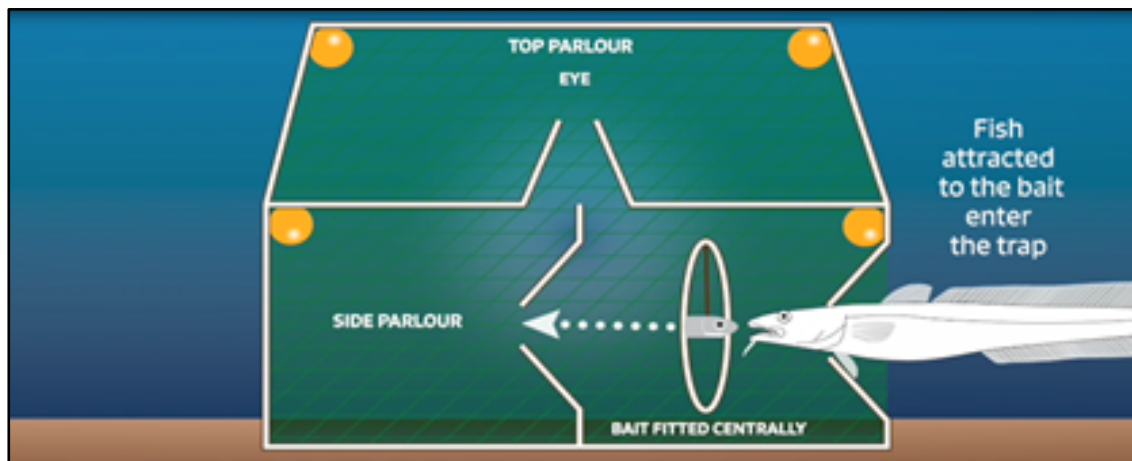 TOP PARLOUR
EYE
Fish
attracted
to the bait
enter
the trap
SIDE PARLOUR
BAIT FITTED CENTRALLY